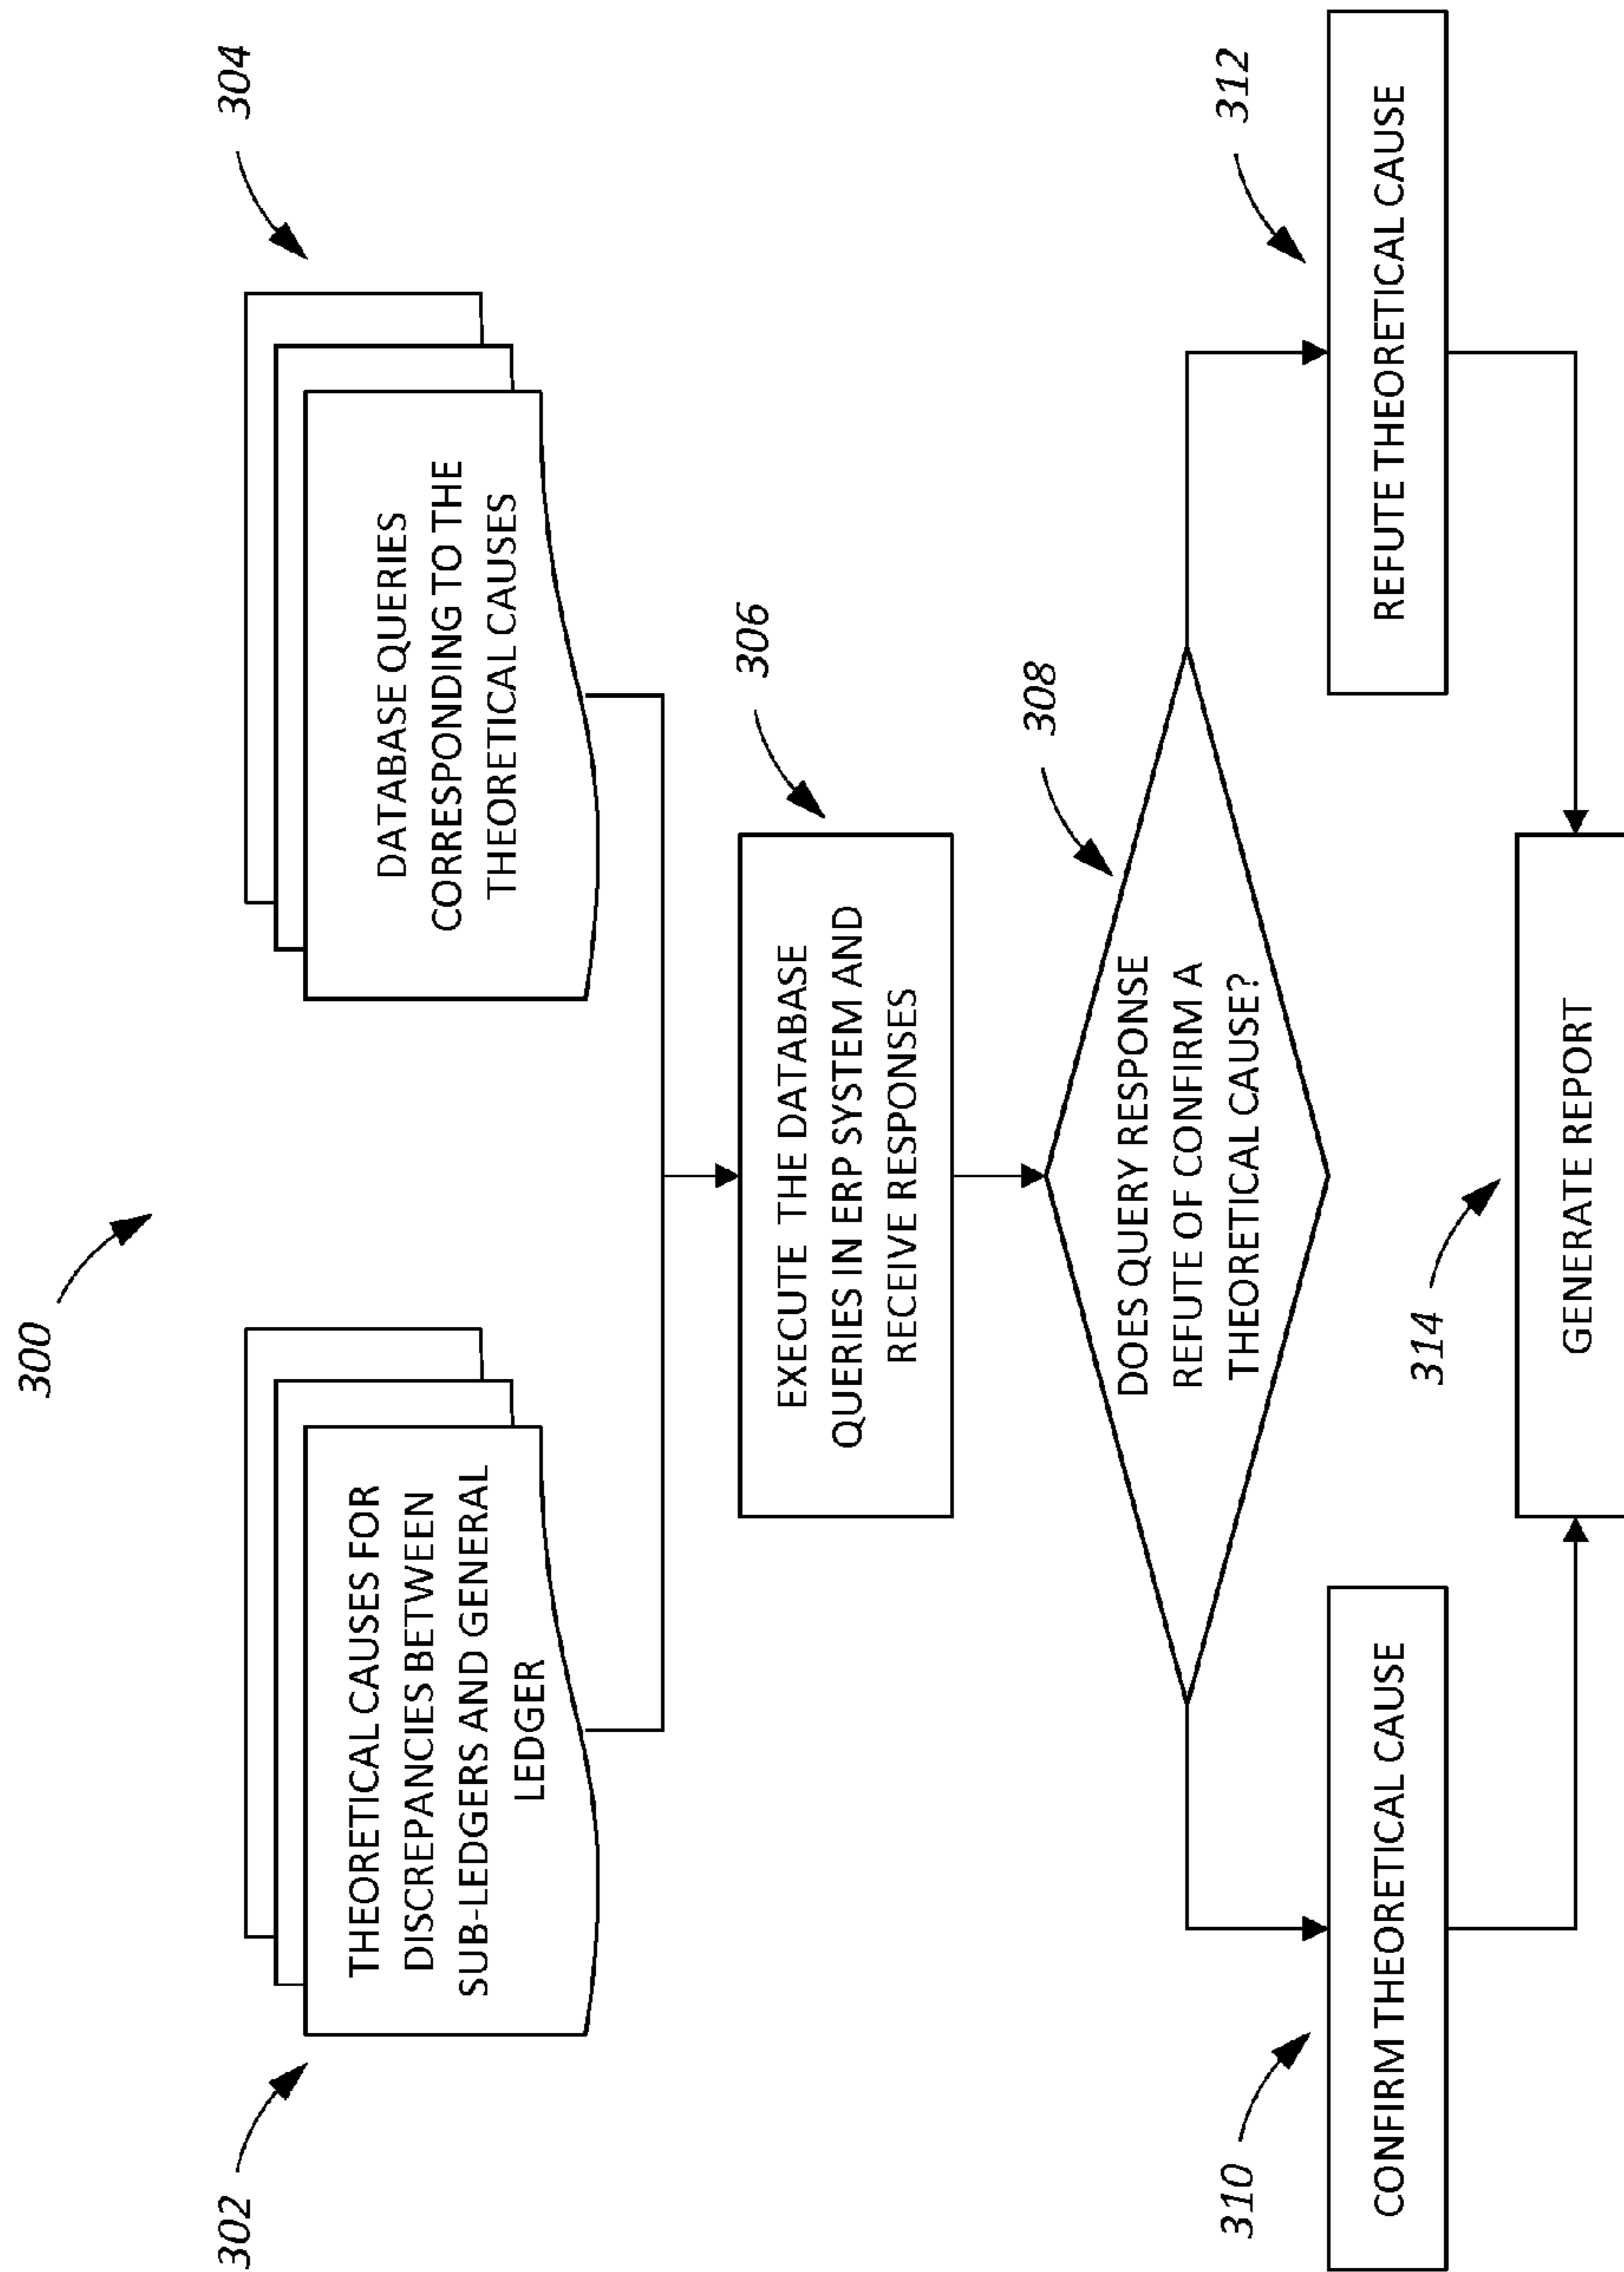 300
302
THEORETICAL CAUSES FOR
DISCREPANCIES BETWEEN
SUB-LEDGERS AND GENERAL
LEDGER
304
DATABASE QUERIES
CORRESPONDING TO THE
THEORETICAL CAUSES
306
EXECUTE THE DATABASE
QUERIES IN ERP SYSTEM AND
RECEIVE RESPONSES
308
DOES QUERY RESPONSE
REFUTE OF CONFIRM A
THEORETICAL CAUSE?
310
CONFIRM THEORETICAL CAUSE
312
REFUTE THEORETICAL CAUSE
314
GENERATE REPORT